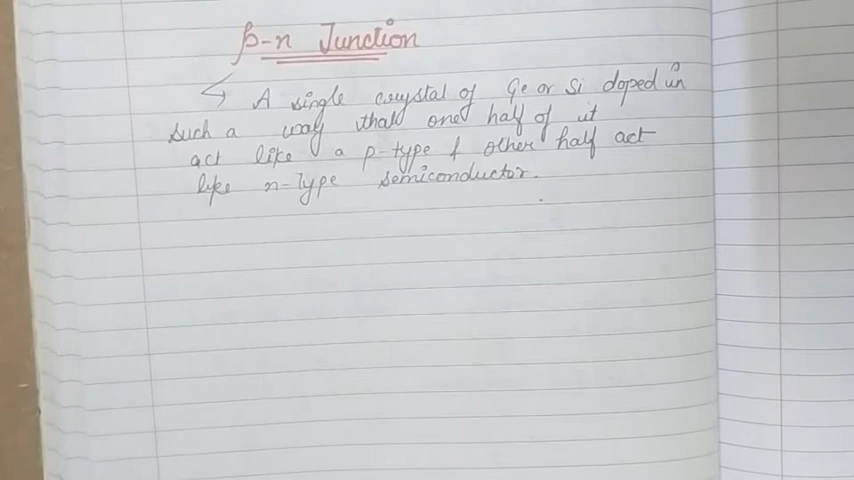 p-n Junction
↳ A single crystal of Ge or Si doped in
such a way that one half of it
act like a p-type & other half act
like n-type semiconductor.